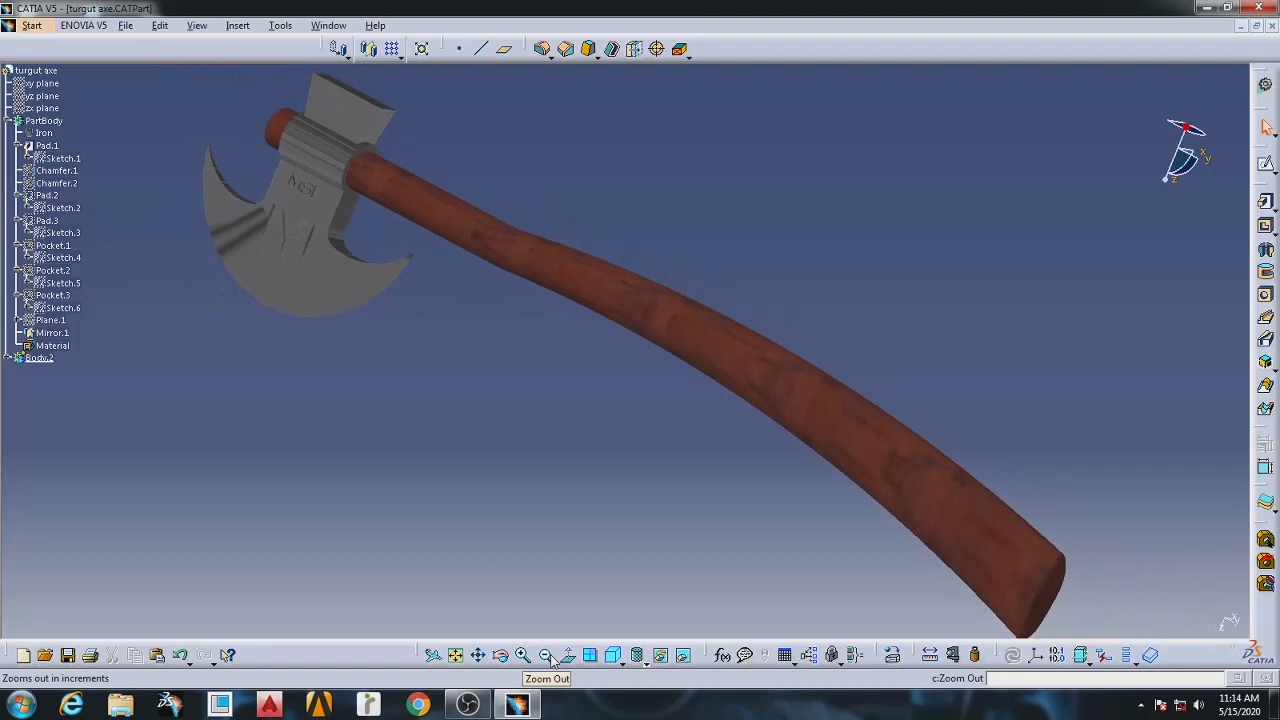 CATIA V5 - [turgut axe.CATPart]
Start ENOVIA V5 File Edit View Insert Tools Window Help
turgut axe
xy plane
yz plane
zx plane
PartBody
Iron
Pad.1
Sketch.1
Chamfer.1
Chamfer.2
Pad.2
Sketch.2
Pad.3
Sketch.3
Pocket.1
Sketch.4
Pocket.2
Sketch.5
Pocket.3
Sketch.6
Plane.1
Mirror.1
Material
Body.2
x
y
z
Zoom Out
Zooms out in increments
c:Zoom Out
CATIA
11:14 AM
5/15/2020